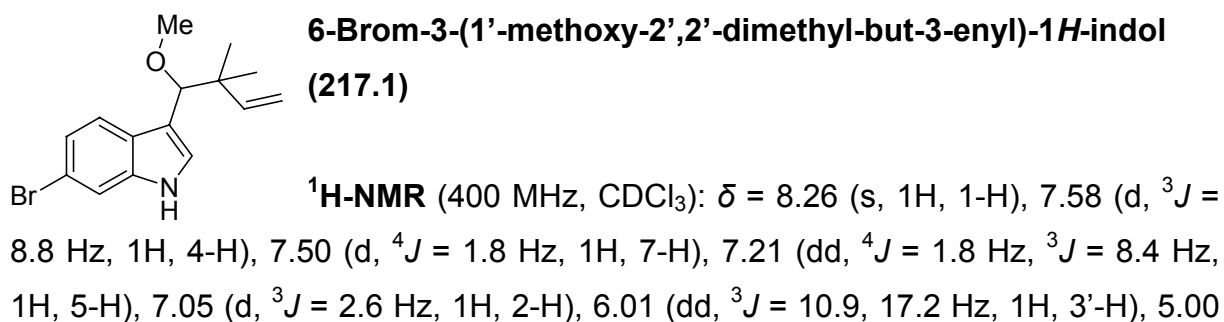 Me
O
Br
N
H
6-Brom-3-(1'-methoxy-2',2'-dimethyl-but-3-enyl)-1H-indol
(217.1)
¹H-NMR (400 MHz, CDCl₃): δ = 8.26 (s, 1H, 1-H), 7.58 (d, ³J =
8.8 Hz, 1H, 4-H), 7.50 (d, ⁴J = 1.8 Hz, 1H, 7-H), 7.21 (dd, ⁴J = 1.8 Hz, ³J = 8.4 Hz,
1H, 5-H), 7.05 (d, ³J = 2.6 Hz, 1H, 2-H), 6.01 (dd, ³J = 10.9, 17.2 Hz, 1H, 3'-H), 5.00